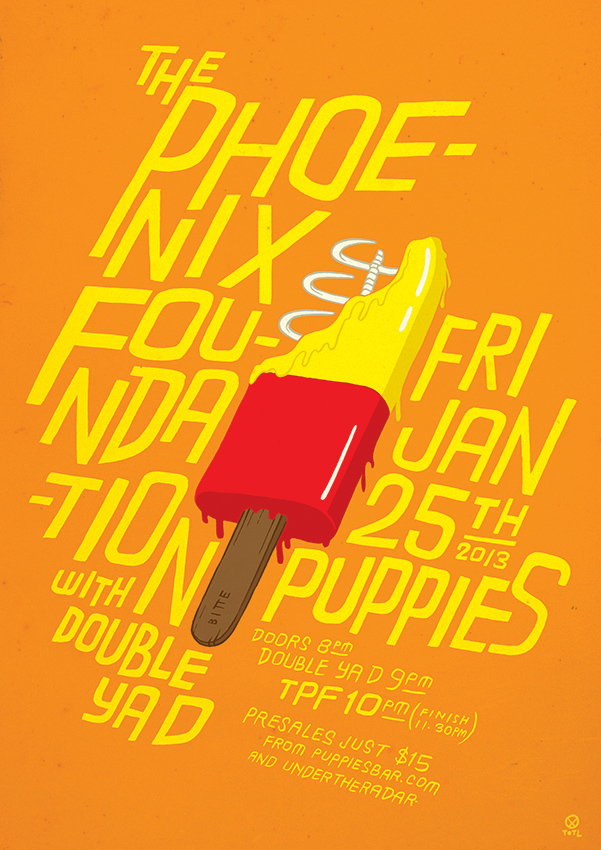 THE
PHOE-
NIX
FOU-
NDA
-TION
WITH
DOUBLE
YA D
FRI
JAN
25TH
2013
PUPPIES
BITTE
DOORS 8pm
DOUBLE YA D 9pm
TPF 10pm (FINISH 11·30PM)
PRESALES JUST $15
FROM PUPPIESBAR.COM
AND UNDERTHERADAR.